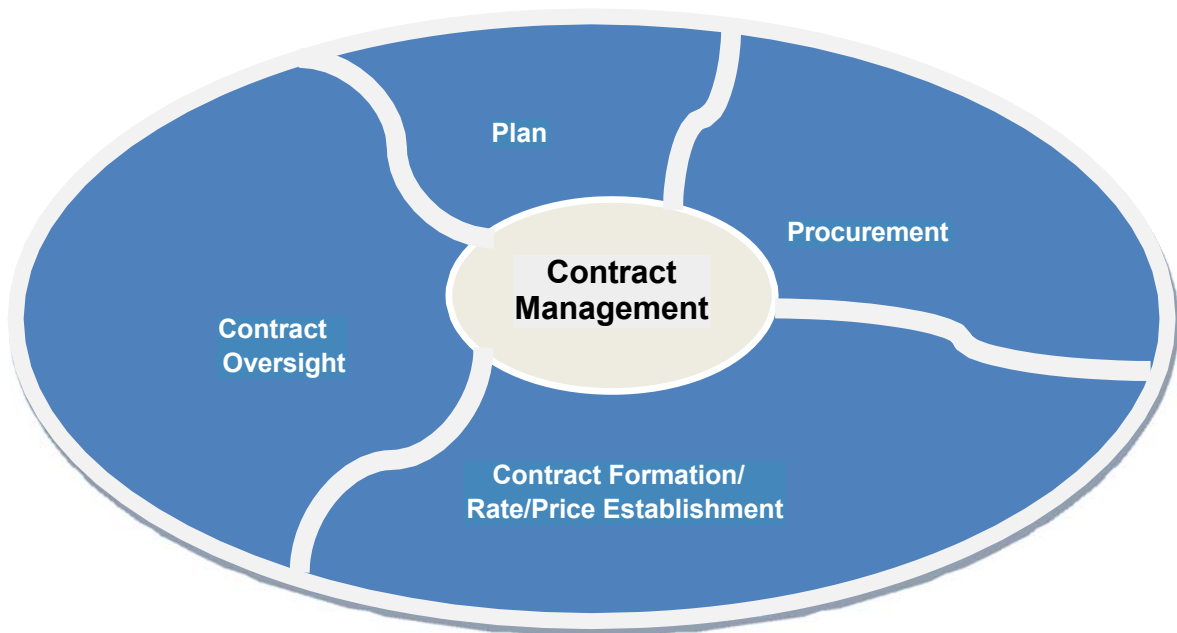 Plan
Procurement
Contract
Management
Contract
Oversight
Contract Formation/
Rate/Price Establishment